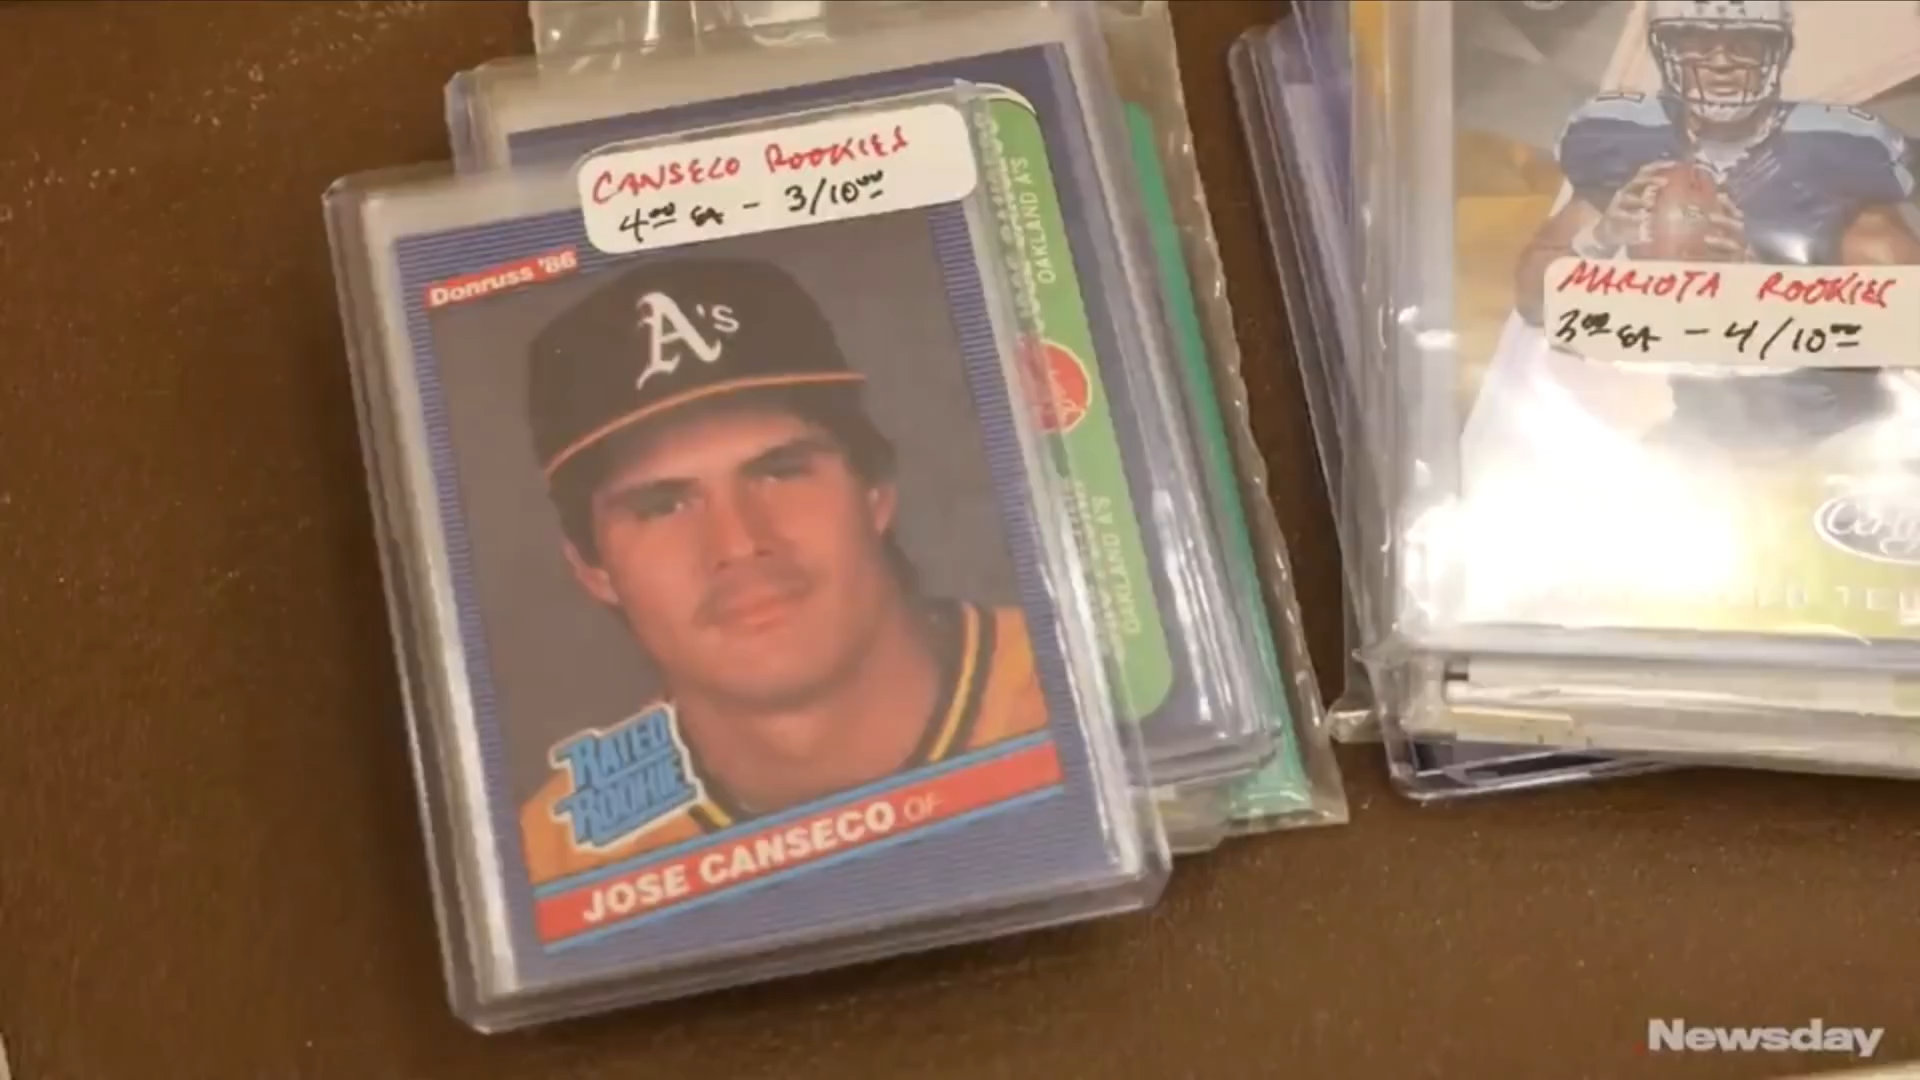 CANSECO ROOKIES
4⁰⁰ EA - 3/10⁰⁰
Donruss '86
A's
RATED
ROOKIE
JOSE CANSECO OF
OAKLAND A'S
OAKLAND A'S
MARIOTA ROOKIES
3⁰⁰ EA - 4/10⁰⁰
Newsday